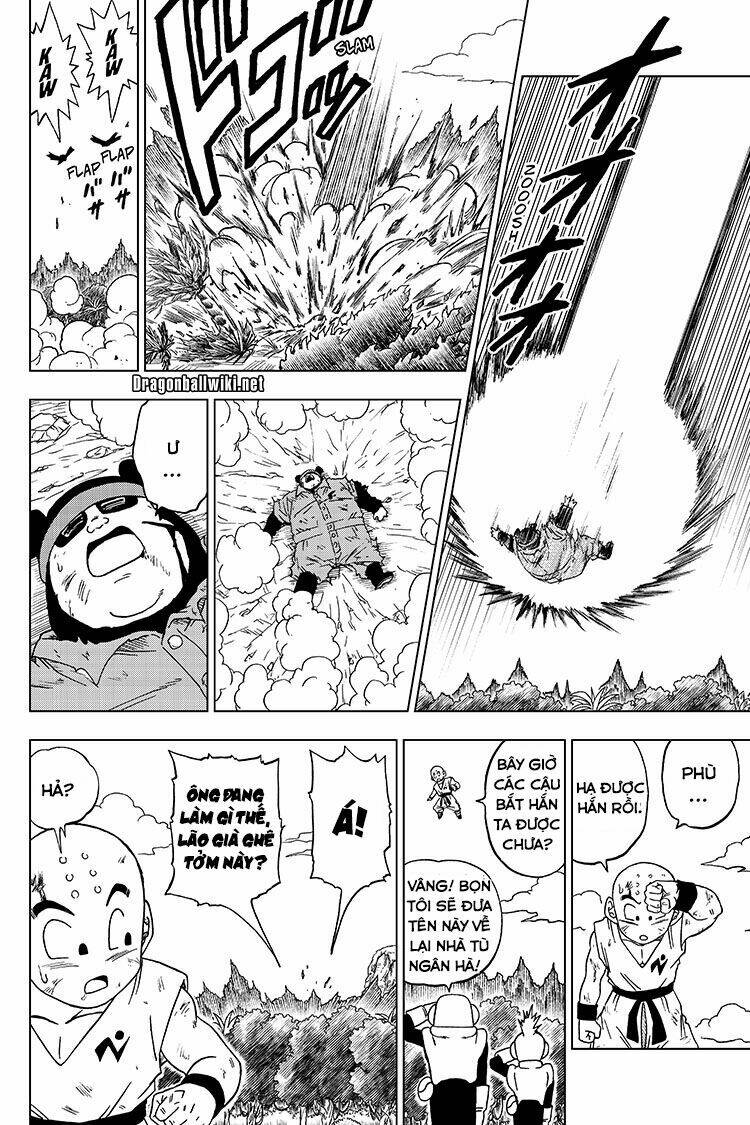 オ
オ
オ
オ
ZOOOSH
ドゴゴォ
SLAM
KAW
KAW
FLAP
FLAP
バサ
バサ
Dragonballwiki.net
Ư
...
PHÙ
...
HẠ ĐƯỢC
HẮN RỒI.
BÂY GIỜ
CÁC CẬU
BẮT HẮN
TA ĐƯỢC
CHƯA?
VÂNG! BỌN
TÔI SẼ ĐƯA
TÊN NÀY VỀ
LẠI NHÀ TÙ
NGÂN HÀ!
Á!
ÔNG ĐANG
LÀM GÌ THẾ,
LÃO GIÀ GHÊ
TỞM NÀY?
HẢ?